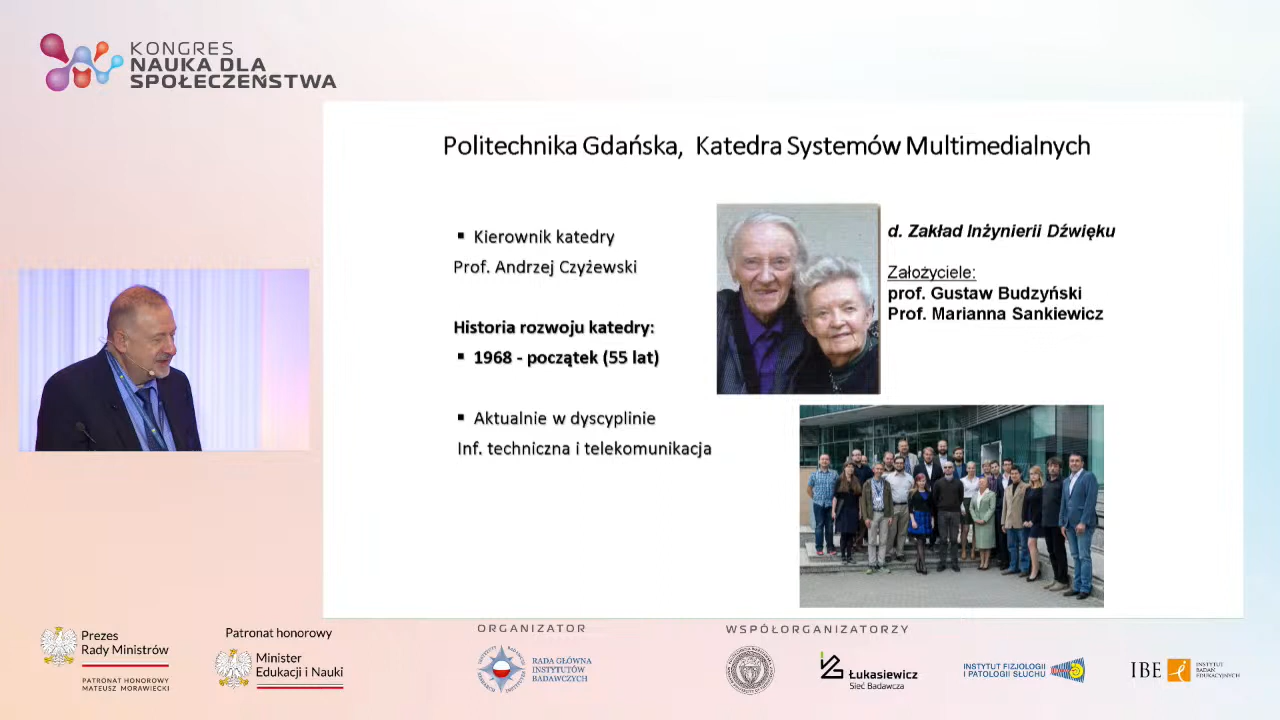 KONGRES
NAUKA DLA
SPOŁECZEŃSTWA
Politechnika Gdańska, Katedra Systemów Multimedialnych
▪ Kierownik katedry
Prof. Andrzej Czyżewski
Historia rozwoju katedry:
▪ 1968 - początek (55 lat)
▪ Aktualnie w dyscyplinie
Inf. techniczna i telekomunikacja
d. Zakład Inżynierii Dźwięku
Założyciele:
prof. Gustaw Budzyński
Prof. Marianna Sankiewicz
Prezes
Rady Ministrów
PATRONAT HONOROWY
MATEUSZ MORAWIECKI
Patronat honorowy
Minister
Edukacji i Nauki
ORGANIZATOR
RADA GŁÓWNA
INSTYTUTÓW
BADAWCZYCH
WSPÓŁORGANIZATORZY
Łukasiewicz
Sieć Badawcza
INSTYTUT FIZJOLOGII
I PATOLOGII SŁUCHU
IBE
INSTYTUT
BADAŃ
EDUKACYJNYCH